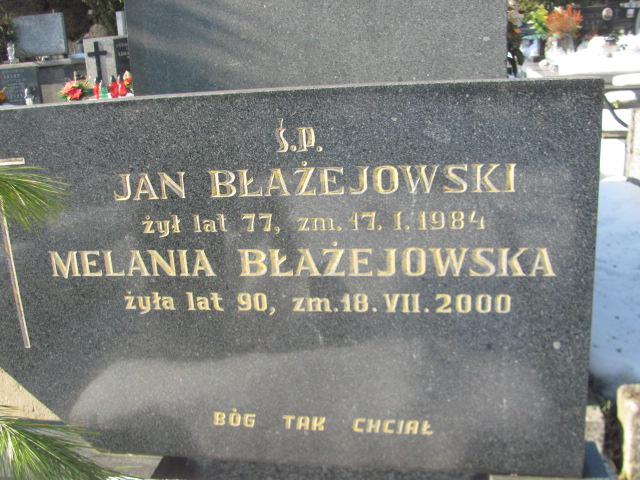 Ś.P.
JAN BŁAŻEJOWSKI
żył lat 77, zm. 17. I. 1984
MELANIA BŁAŻEJOWSKA
żyła lat 90, zm. 18. VII. 2000
BÓG TAK CHCIAŁ